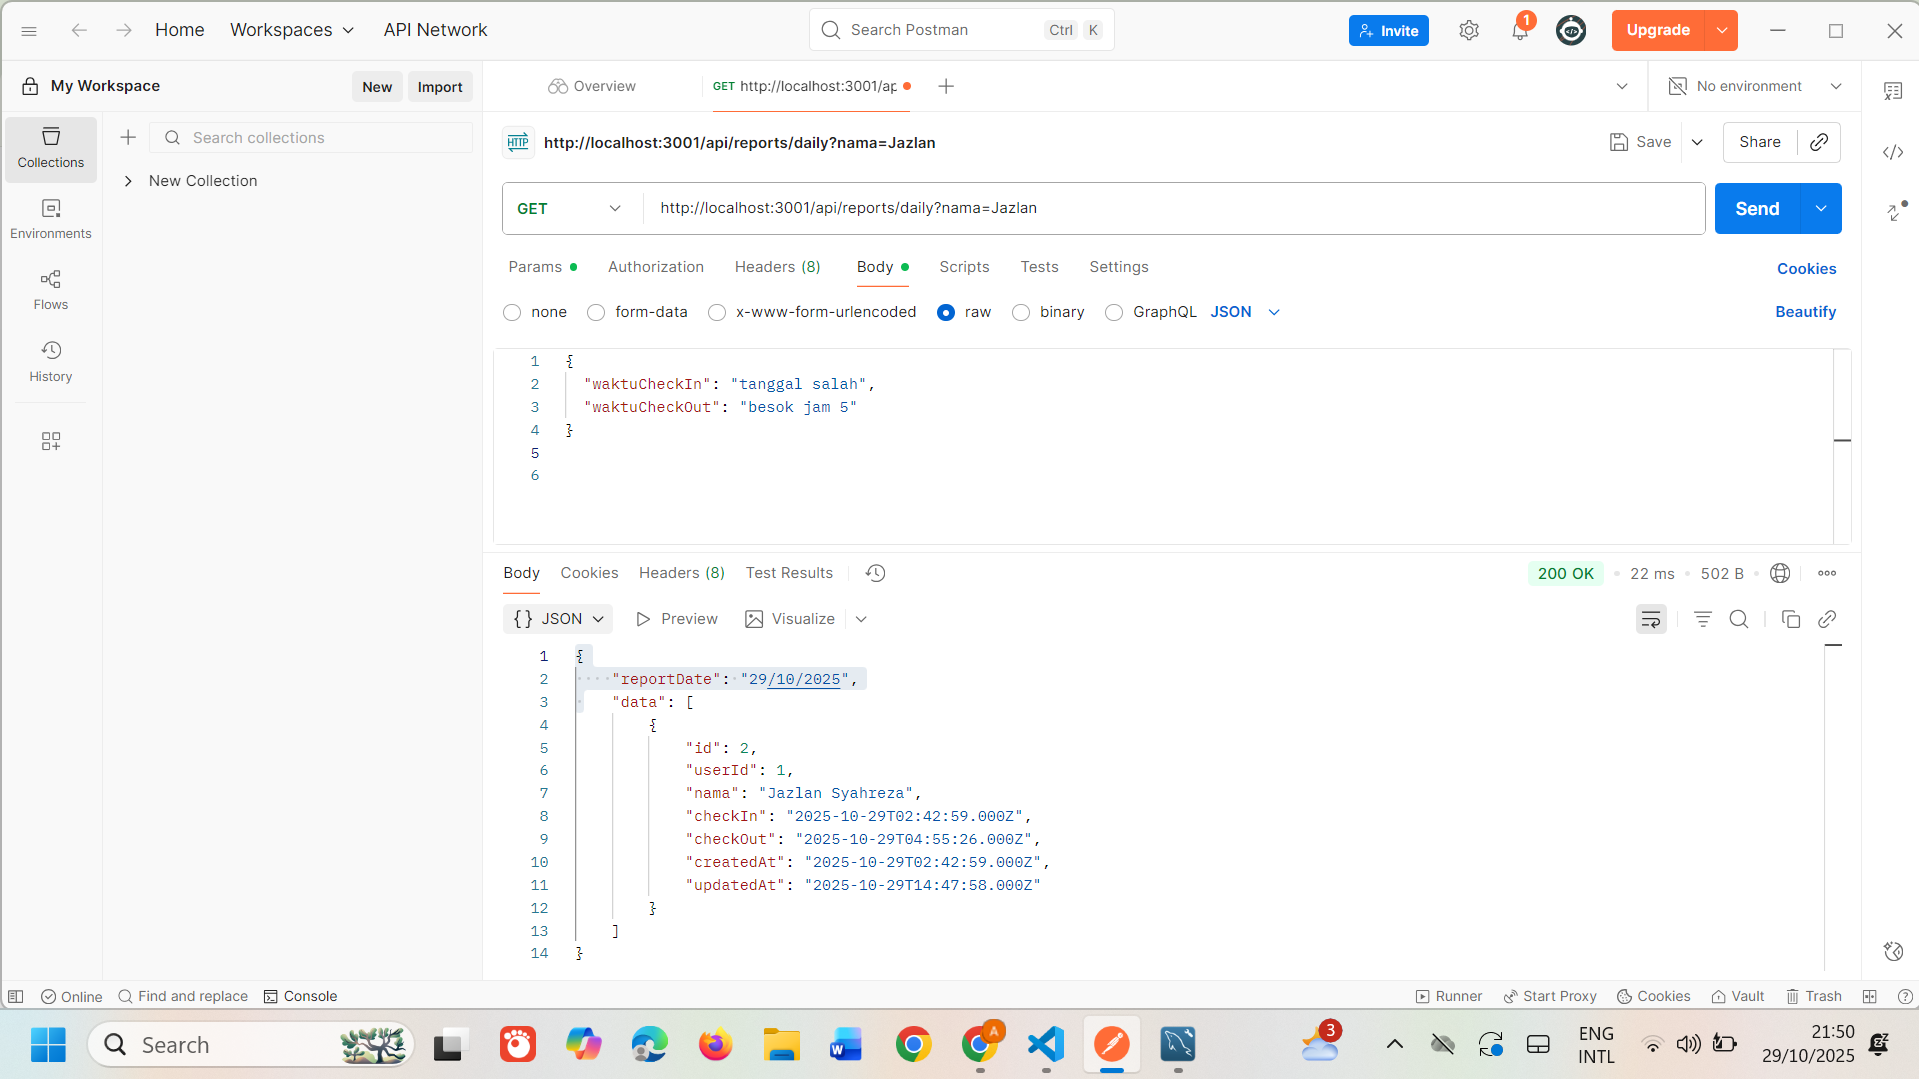 Home Workspaces API Network Search Postman Ctrl K Invite 1 Upgrade
My Workspace New Import Overview GET http://localhost:3001/ap No environment
Collections
Search collections
New Collection
Environments
Flows
History
HTTP http://localhost:3001/api/reports/daily?nama=Jazlan Save Share
GET http://localhost:3001/api/reports/daily?nama=Jazlan Send
Params Authorization Headers (8) Body Scripts Tests Settings Cookies
none form-data x-www-form-urlencoded raw binary GraphQL JSON Beautify
1 {
2 "waktuCheckIn": "tanggal salah",
3 "waktuCheckOut": "besok jam 5"
4 }
5
6
Body Cookies Headers (8) Test Results 200 OK 22 ms 502 B
{} JSON Preview Visualize
1 {
2 "reportDate": "29/10/2025",
3 "data": [
4 {
5 "id": 2,
6 "userId": 1,
7 "nama": "Jazlan Syahreza",
8 "checkIn": "2025-10-29T02:42:59.000Z",
9 "checkOut": "2025-10-29T04:55:26.000Z",
10 "createdAt": "2025-10-29T02:42:59.000Z",
11 "updatedAt": "2025-10-29T14:47:58.000Z"
12 }
13 ]
14 }
Online Find and replace Console Runner Start Proxy Cookies Vault Trash
Search W A 3 ENG INTL 21:50
29/10/2025